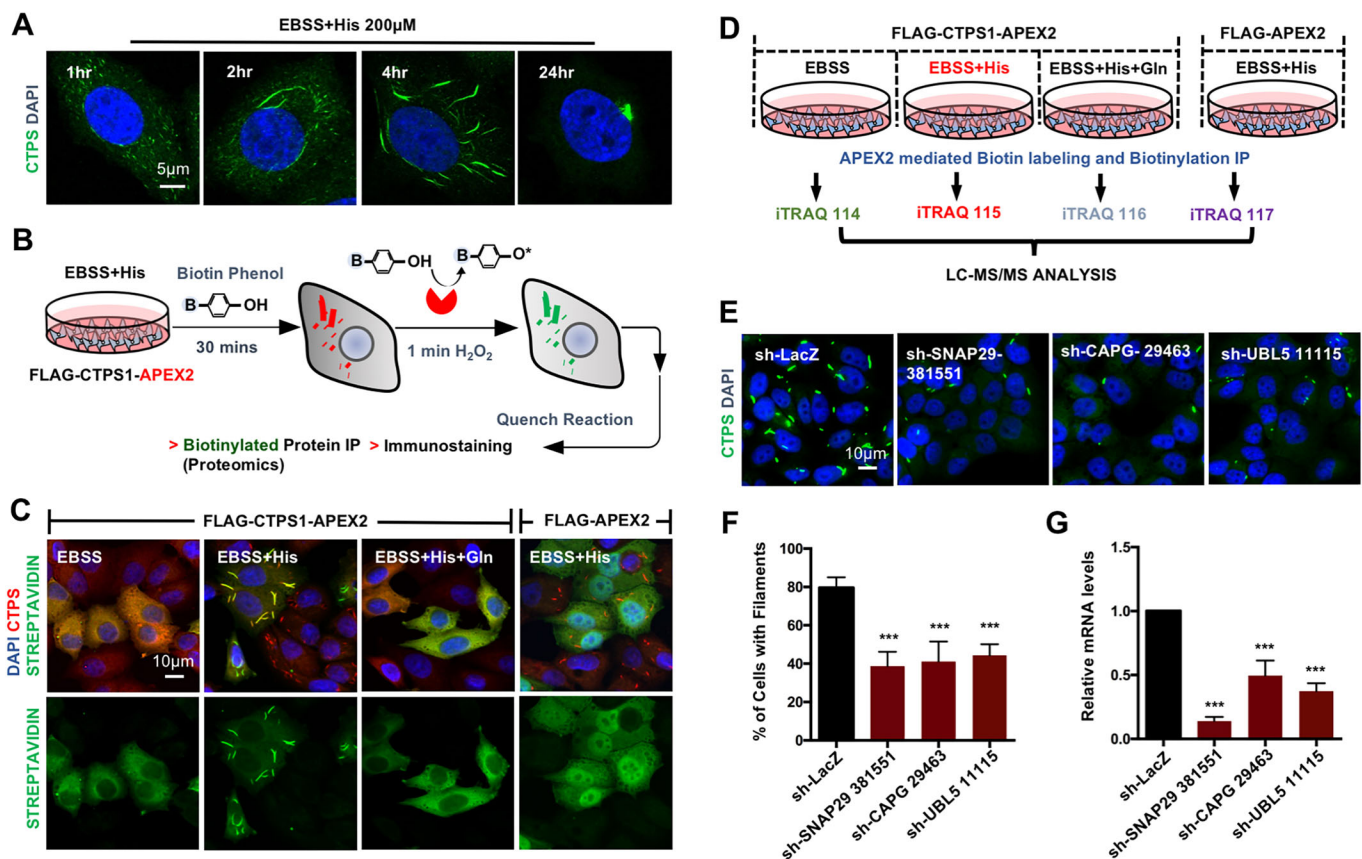 A
EBSS+His 200µM
1hr
2hr
4hr
24hr
CTPS DAPI
5µm
B
EBSS+His
Biotin Phenol
B
OH
30 mins
FLAG-CTPS1-APEX2
B
OH
B
O*
1 min H₂O₂
Quench Reaction
> Biotinylated Protein IP
(Proteomics)
> Immunostaining
C
FLAG-CTPS1-APEX2
FLAG-APEX2
EBSS
EBSS+His
EBSS+His+Gln
EBSS+His
DAPI CTPS
STREPTAVIDIN
10µm
STREPTAVIDIN
D
FLAG-CTPS1-APEX2
FLAG-APEX2
EBSS
EBSS+His
EBSS+His+Gln
EBSS+His
APEX2 mediated Biotin labeling and Biotinylation IP
iTRAQ 114
iTRAQ 115
iTRAQ 116
iTRAQ 117
LC-MS/MS ANALYSIS
E
CTPS DAPI
sh-LacZ
sh-SNAP29-
381551
sh-CAPG- 29463
sh-UBL5 11115
10µm
F
% of Cells with Filaments
100
80
60
40
20
0
***
***
***
sh-LacZ
sh-SNAP29 381551
sh-CAPG 29463
sh-UBL5 11115
G
Relative mRNA levels
1.5
1.0
0.5
0.0
***
***
***
sh-LacZ
sh-SNAP29 381551
sh-CAPG 29463
sh-UBL5 11115